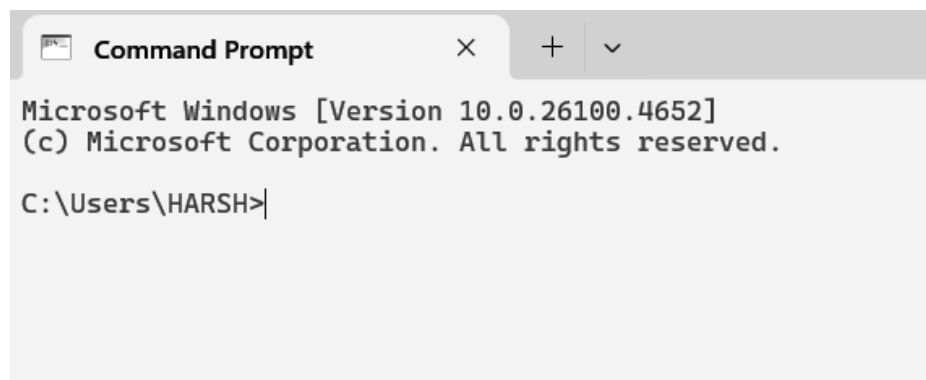 Command Prompt
Microsoft Windows [Version 10.0.26100.4652]
(c) Microsoft Corporation. All rights reserved.
C:\Users\HARSH>